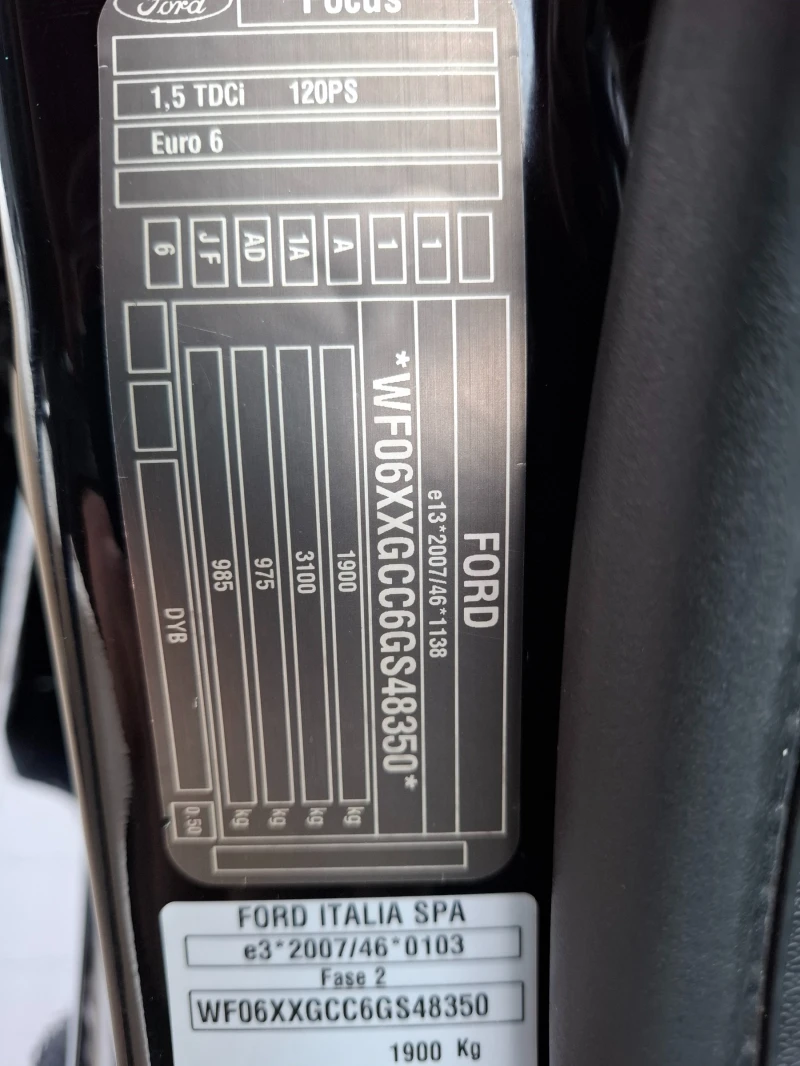 Ford
Focus
1,5 TDCi 120PS
Euro 6
6 JF AD 1A A 1 1
FORD
e13*2007/46*1138
*WF06XXGCC6GS48350*
1900 kg
3100 kg
975 kg
985 kg
DYB 0.50
FORD ITALIA SPA
e3*2007/46*0103
Fase 2
WF06XXGCC6GS48350
1900 Kg